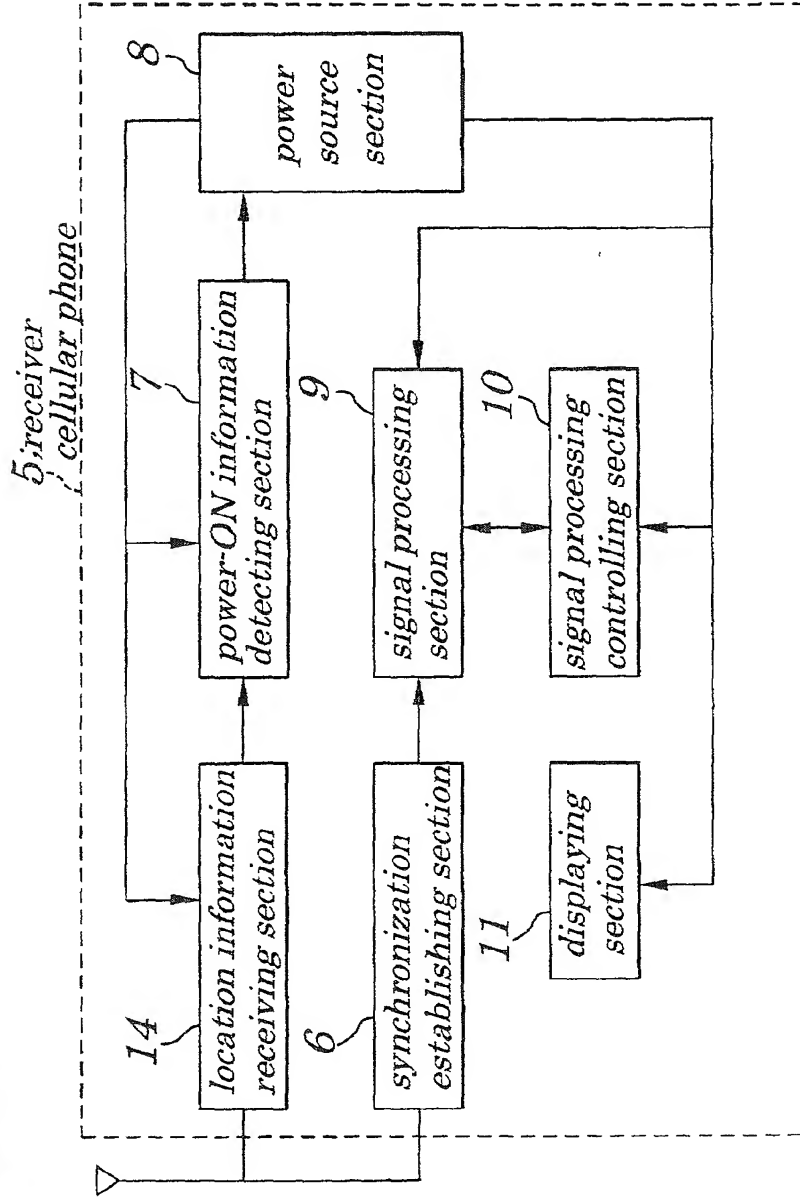 5;receiver
cellular phone
14
location information
receiving section
7
power-ON information
detecting section
8
power
source
section
6
synchronization
establishing section
9
signal processing
section
11
displaying
section
10
signal processing
controlling section